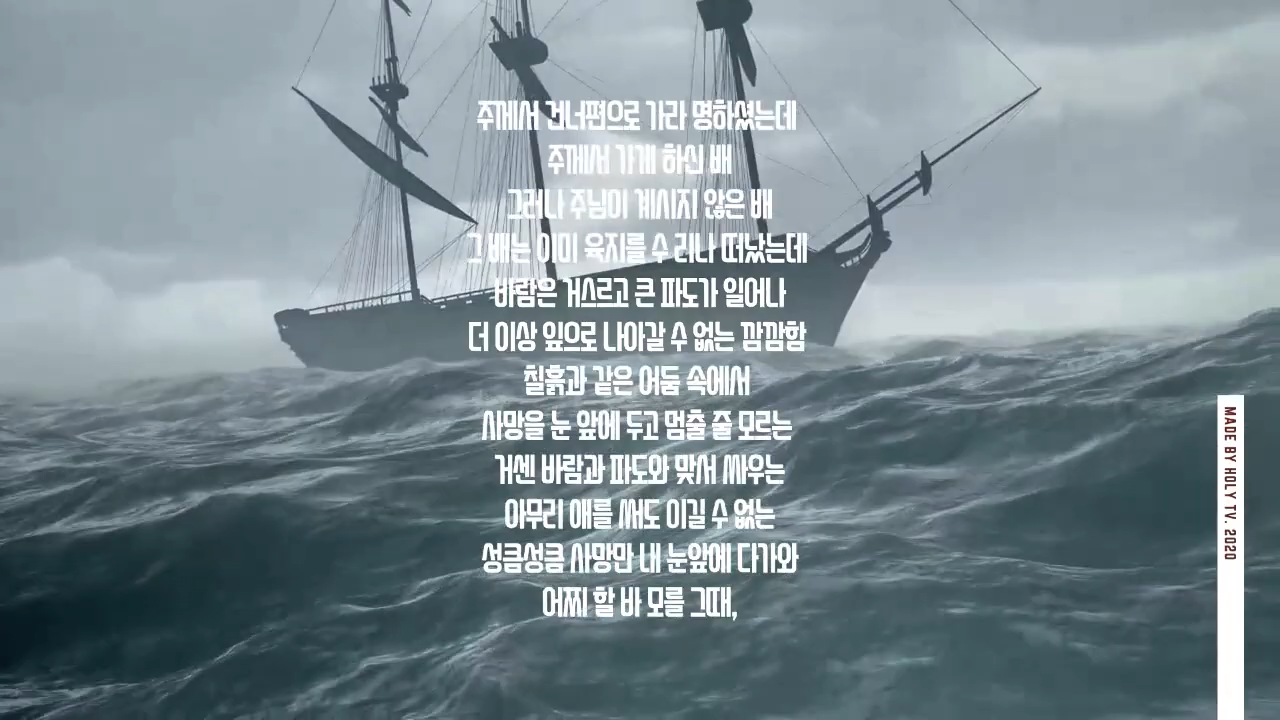 주께서 건너편으로 가라 명하셨는데
주께서 가게 하신 배
그러나 주님이 계시지 않은 배
그 배는 이미 육지를 수 리나 떠났는데
바람은 거스르고 큰 파도가 일어나
더 이상 잎으로 나아갈 수 없는 깜깜함
칠흙과 같은 어둠 속에서
사망을 눈 앞에 두고 멈출 줄 모르는
거센 바람과 파도와 맞서 싸우는
아무리 애를 써도 이길 수 없는
성큼성큼 사망만 내 눈앞에 다가와
어찌 할 바 모를 그때,
MADE BY HOLY TV. 2020